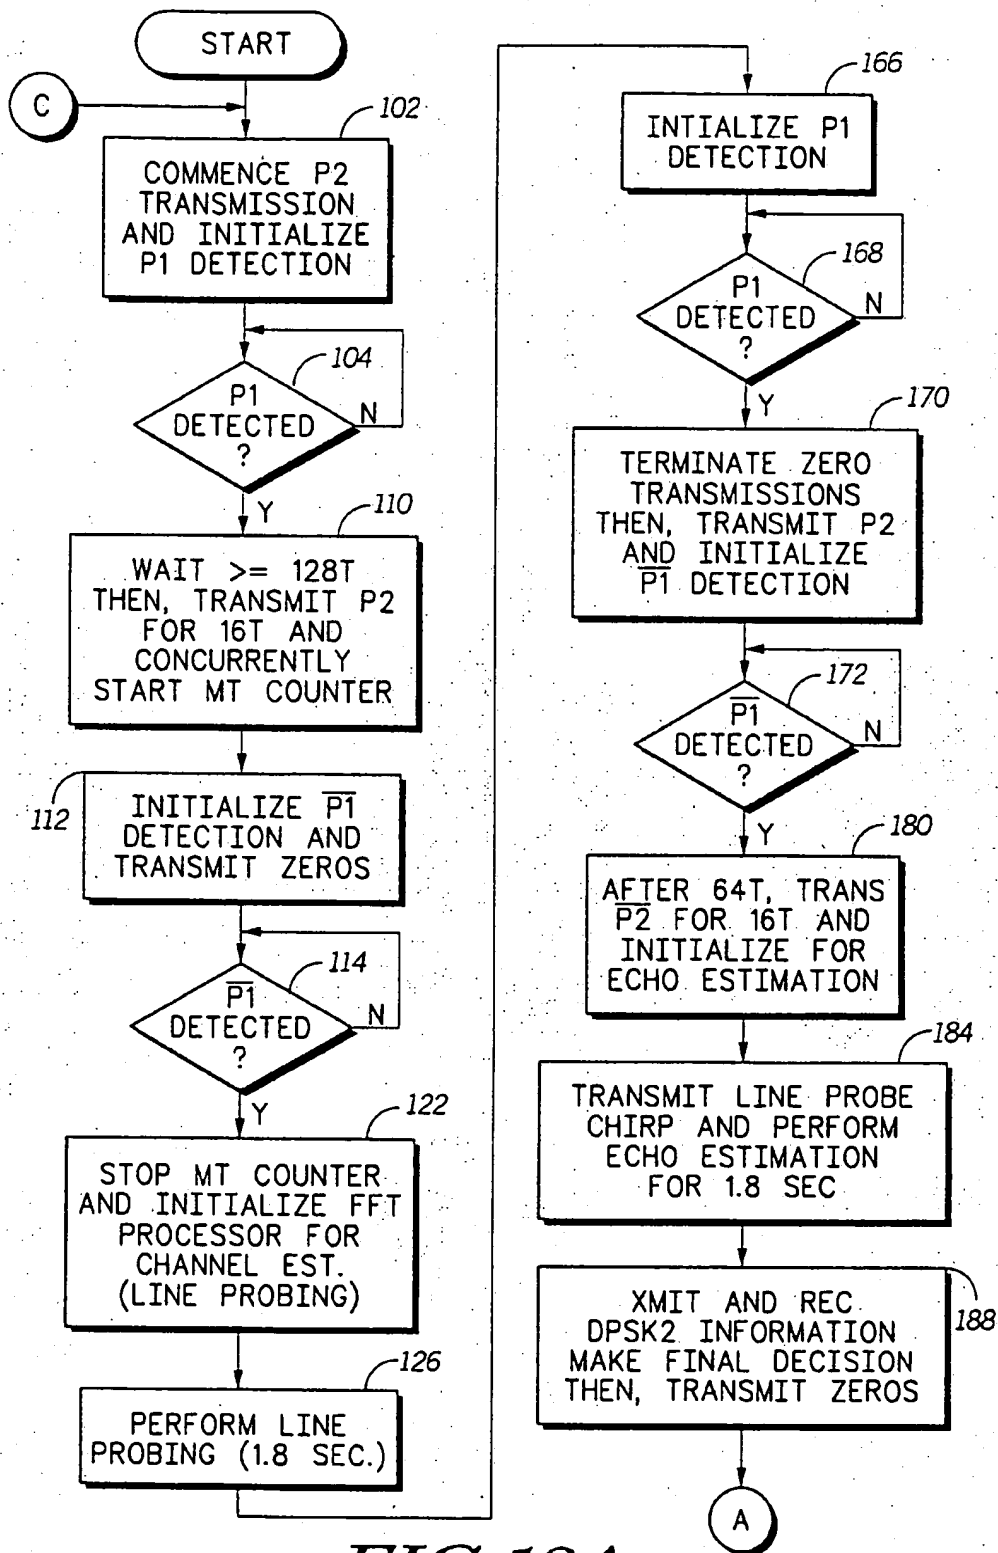 START
C
102
COMMENCE P2
TRANSMISSION
AND INITIALIZE
P1 DETECTION
104
P1
DETECTED
?
N
Y
110
WAIT >= 128T
THEN, TRANSMIT P2
FOR 16T AND
CONCURRENTLY
START MT COUNTER
112
INITIALIZE P̅1̅
DETECTION AND
TRANSMIT ZEROS
114
P̅1̅
DETECTED
?
N
Y
122
STOP MT COUNTER
AND INITIALIZE FFT
PROCESSOR FOR
CHANNEL EST.
(LINE PROBING)
126
PERFORM LINE
PROBING (1.8 SEC.)
166
INTIALIZE P1
DETECTION
168
P1
DETECTED
?
N
Y
170
TERMINATE ZERO
TRANSMISSIONS
THEN, TRANSMIT P2
AND INITIALIZE
P̅1̅ DETECTION
172
P̅1̅
DETECTED
?
N
Y
180
AFTER 64T, TRANS
P̅2̅ FOR 16T AND
INITIALIZE FOR
ECHO ESTIMATION
184
TRANSMIT LINE PROBE
CHIRP AND PERFORM
ECHO ESTIMATION
FOR 1.8 SEC
188
XMIT AND REC
DPSK2 INFORMATION
MAKE FINAL DECISION
THEN, TRANSMIT ZEROS
A